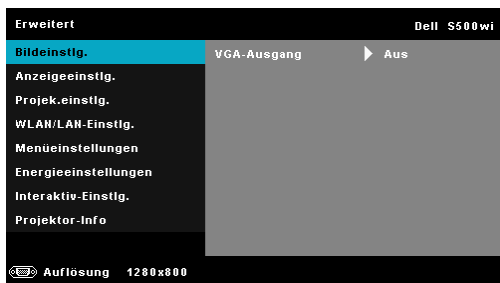 Erweitert Dell S500wi
Bildeinstlg. VGA-Ausgang Aus
Anzeigeeinstlg.
Projek.einstlg.
WLAN/LAN-Einstlg.
Menüeinstellungen
Energieeinstellungen
Interaktiv-Einstlg.
Projektor-Info
Auflösung 1280x800